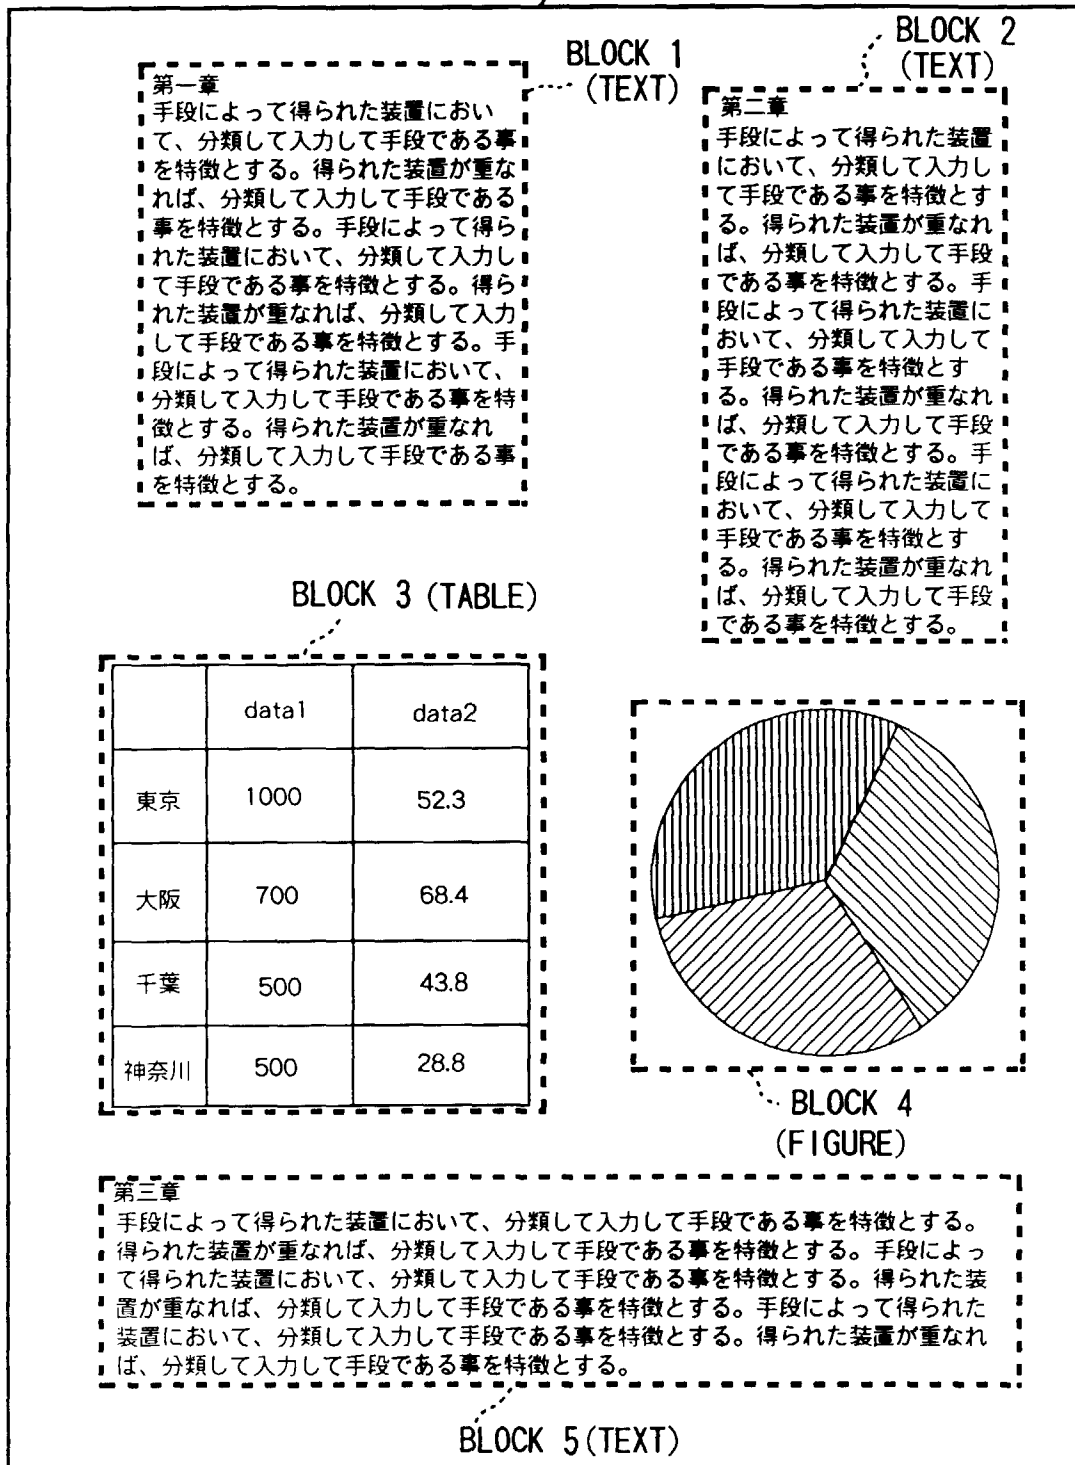 BLOCK 1
(TEXT)
第一章
手段によって得られた装置におい
て、分類して入力して手段である事
を特徴とする。得られた装置が重な
れば、分類して入力して手段である
事を特徴とする。手段によって得ら
れた装置において、分類して入力し
て手段である事を特徴とする。得ら
れた装置が重なれば、分類して入力
して手段である事を特徴とする。手
段によって得られた装置において、
分類して入力して手段である事を特
徴とする。得られた装置が重なれ
ば、分類して入力して手段である事
を特徴とする。
BLOCK 2
(TEXT)
第二章
手段によって得られた装置
において、分類して入力し
て手段である事を特徴とす
る。得られた装置が重なれ
ば、分類して入力して手段
である事を特徴とする。手
段によって得られた装置に
おいて、分類して入力して
手段である事を特徴とす
る。得られた装置が重なれ
ば、分類して入力して手段
である事を特徴とする。手
段によって得られた装置に
おいて、分類して入力して
手段である事を特徴とす
る。得られた装置が重なれ
ば、分類して入力して手段
である事を特徴とする。
BLOCK 3 (TABLE)
data1 data2
東京 1000 52.3
大阪 700 68.4
千葉 500 43.8
神奈川 500 28.8
BLOCK 4
(FIGURE)
第三章
手段によって得られた装置において、分類して入力して手段である事を特徴とする。
得られた装置が重なれば、分類して入力して手段である事を特徴とする。手段によっ
て得られた装置において、分類して入力して手段である事を特徴とする。得られた装
置が重なれば、分類して入力して手段である事を特徴とする。手段によって得られた
装置において、分類して入力して手段である事を特徴とする。得られた装置が重なれ
ば、分類して入力して手段である事を特徴とする。
BLOCK 5 (TEXT)